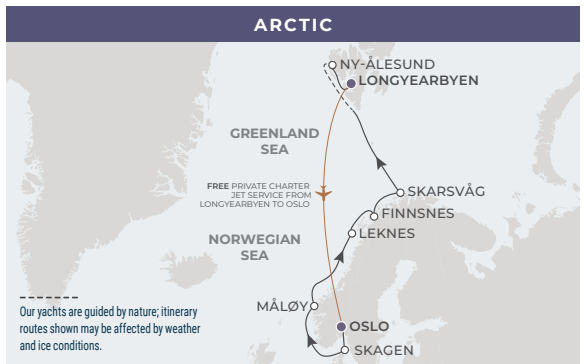 ARCTIC
NY-ÅLESUND
LONGYEARBYEN
GREENLAND
SEA
FREE PRIVATE CHARTER
JET SERVICE FROM
LONGYEARBYEN TO OSLO
SKARSVÅG
FINNSNES
LEKNES
NORWEGIAN
SEA
MÅLØY
OSLO
SKAGEN
Our yachts are guided by nature; itinerary
routes shown may be affected by weather
and ice conditions.